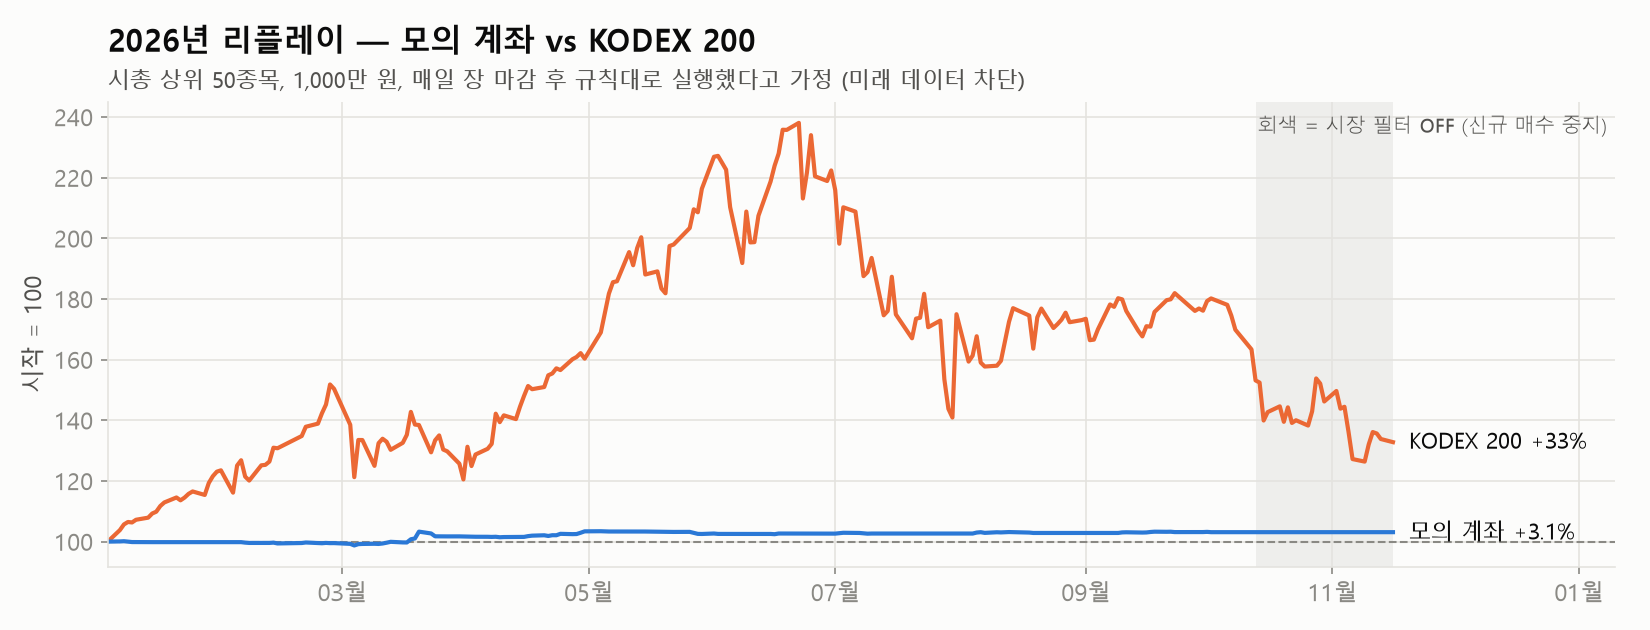 2026년 리플레이 — 모의 계좌 vs KODEX 200
시총 상위 50종목, 1,000만 원, 매일 장 마감 후 규칙대로 실행했다고 가정 (미래 데이터 차단)
회색 = 시장 필터 OFF (신규 매수 중지)
시작 = 100
240
220
200
180
160
140
120
100
KODEX 200 +33%
모의 계좌 +3.1%
03월
05월
07월
09월
11월
01월